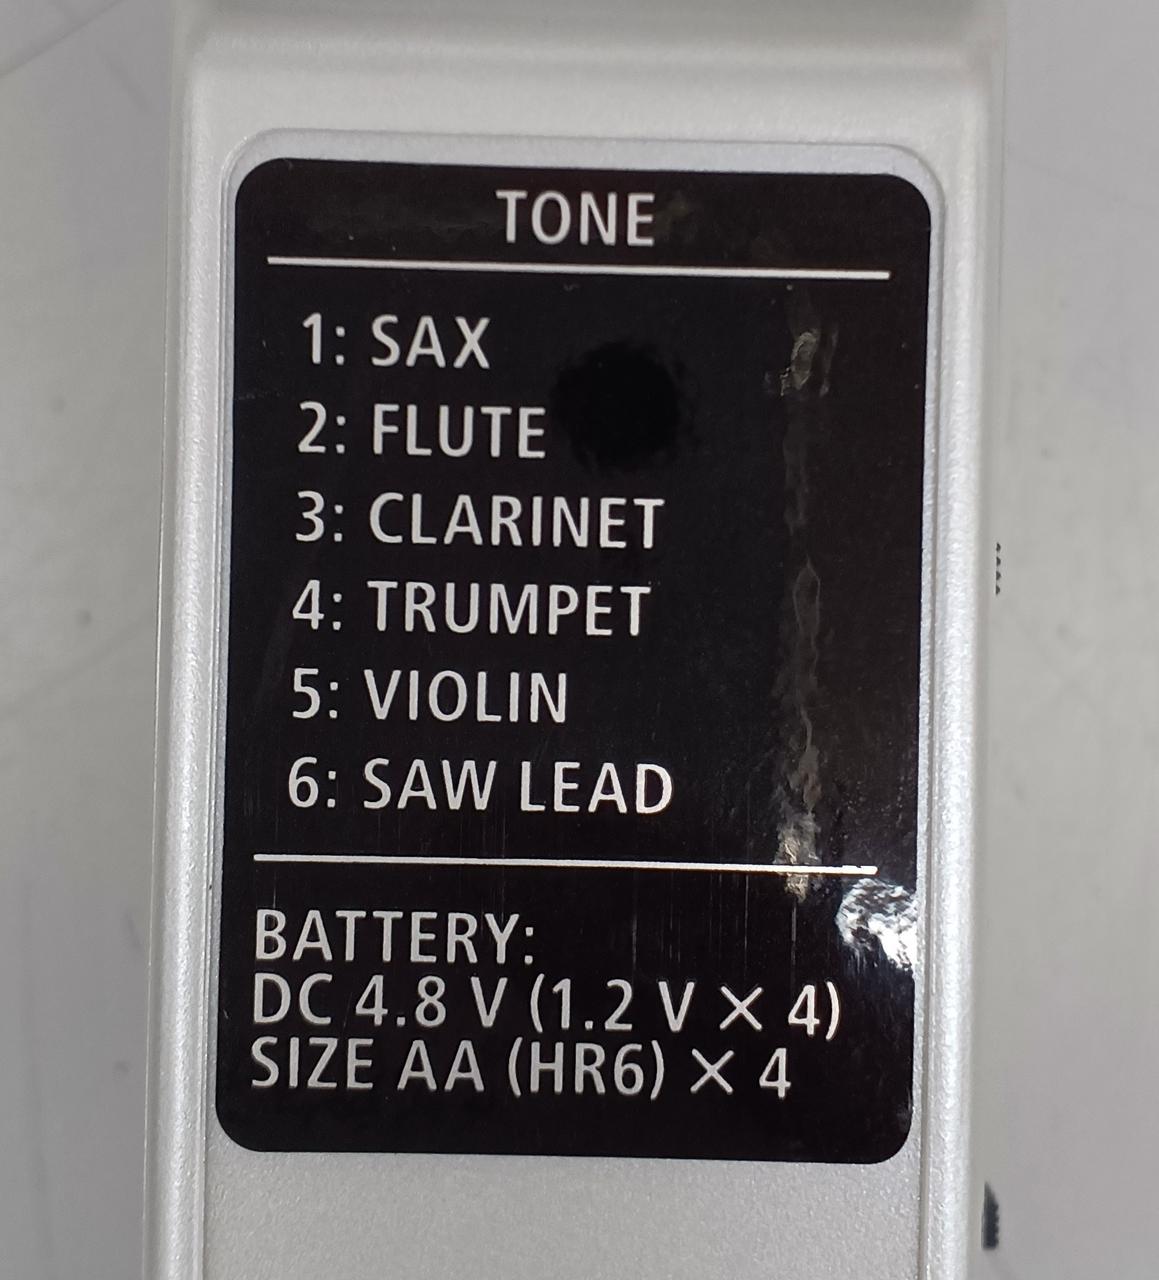 TONE
1: SAX
2: FLUTE
3: CLARINET
4: TRUMPET
5: VIOLIN
6: SAW LEAD
BATTERY:
DC 4.8 V (1.2 V × 4)
SIZE AA (HR6) × 4